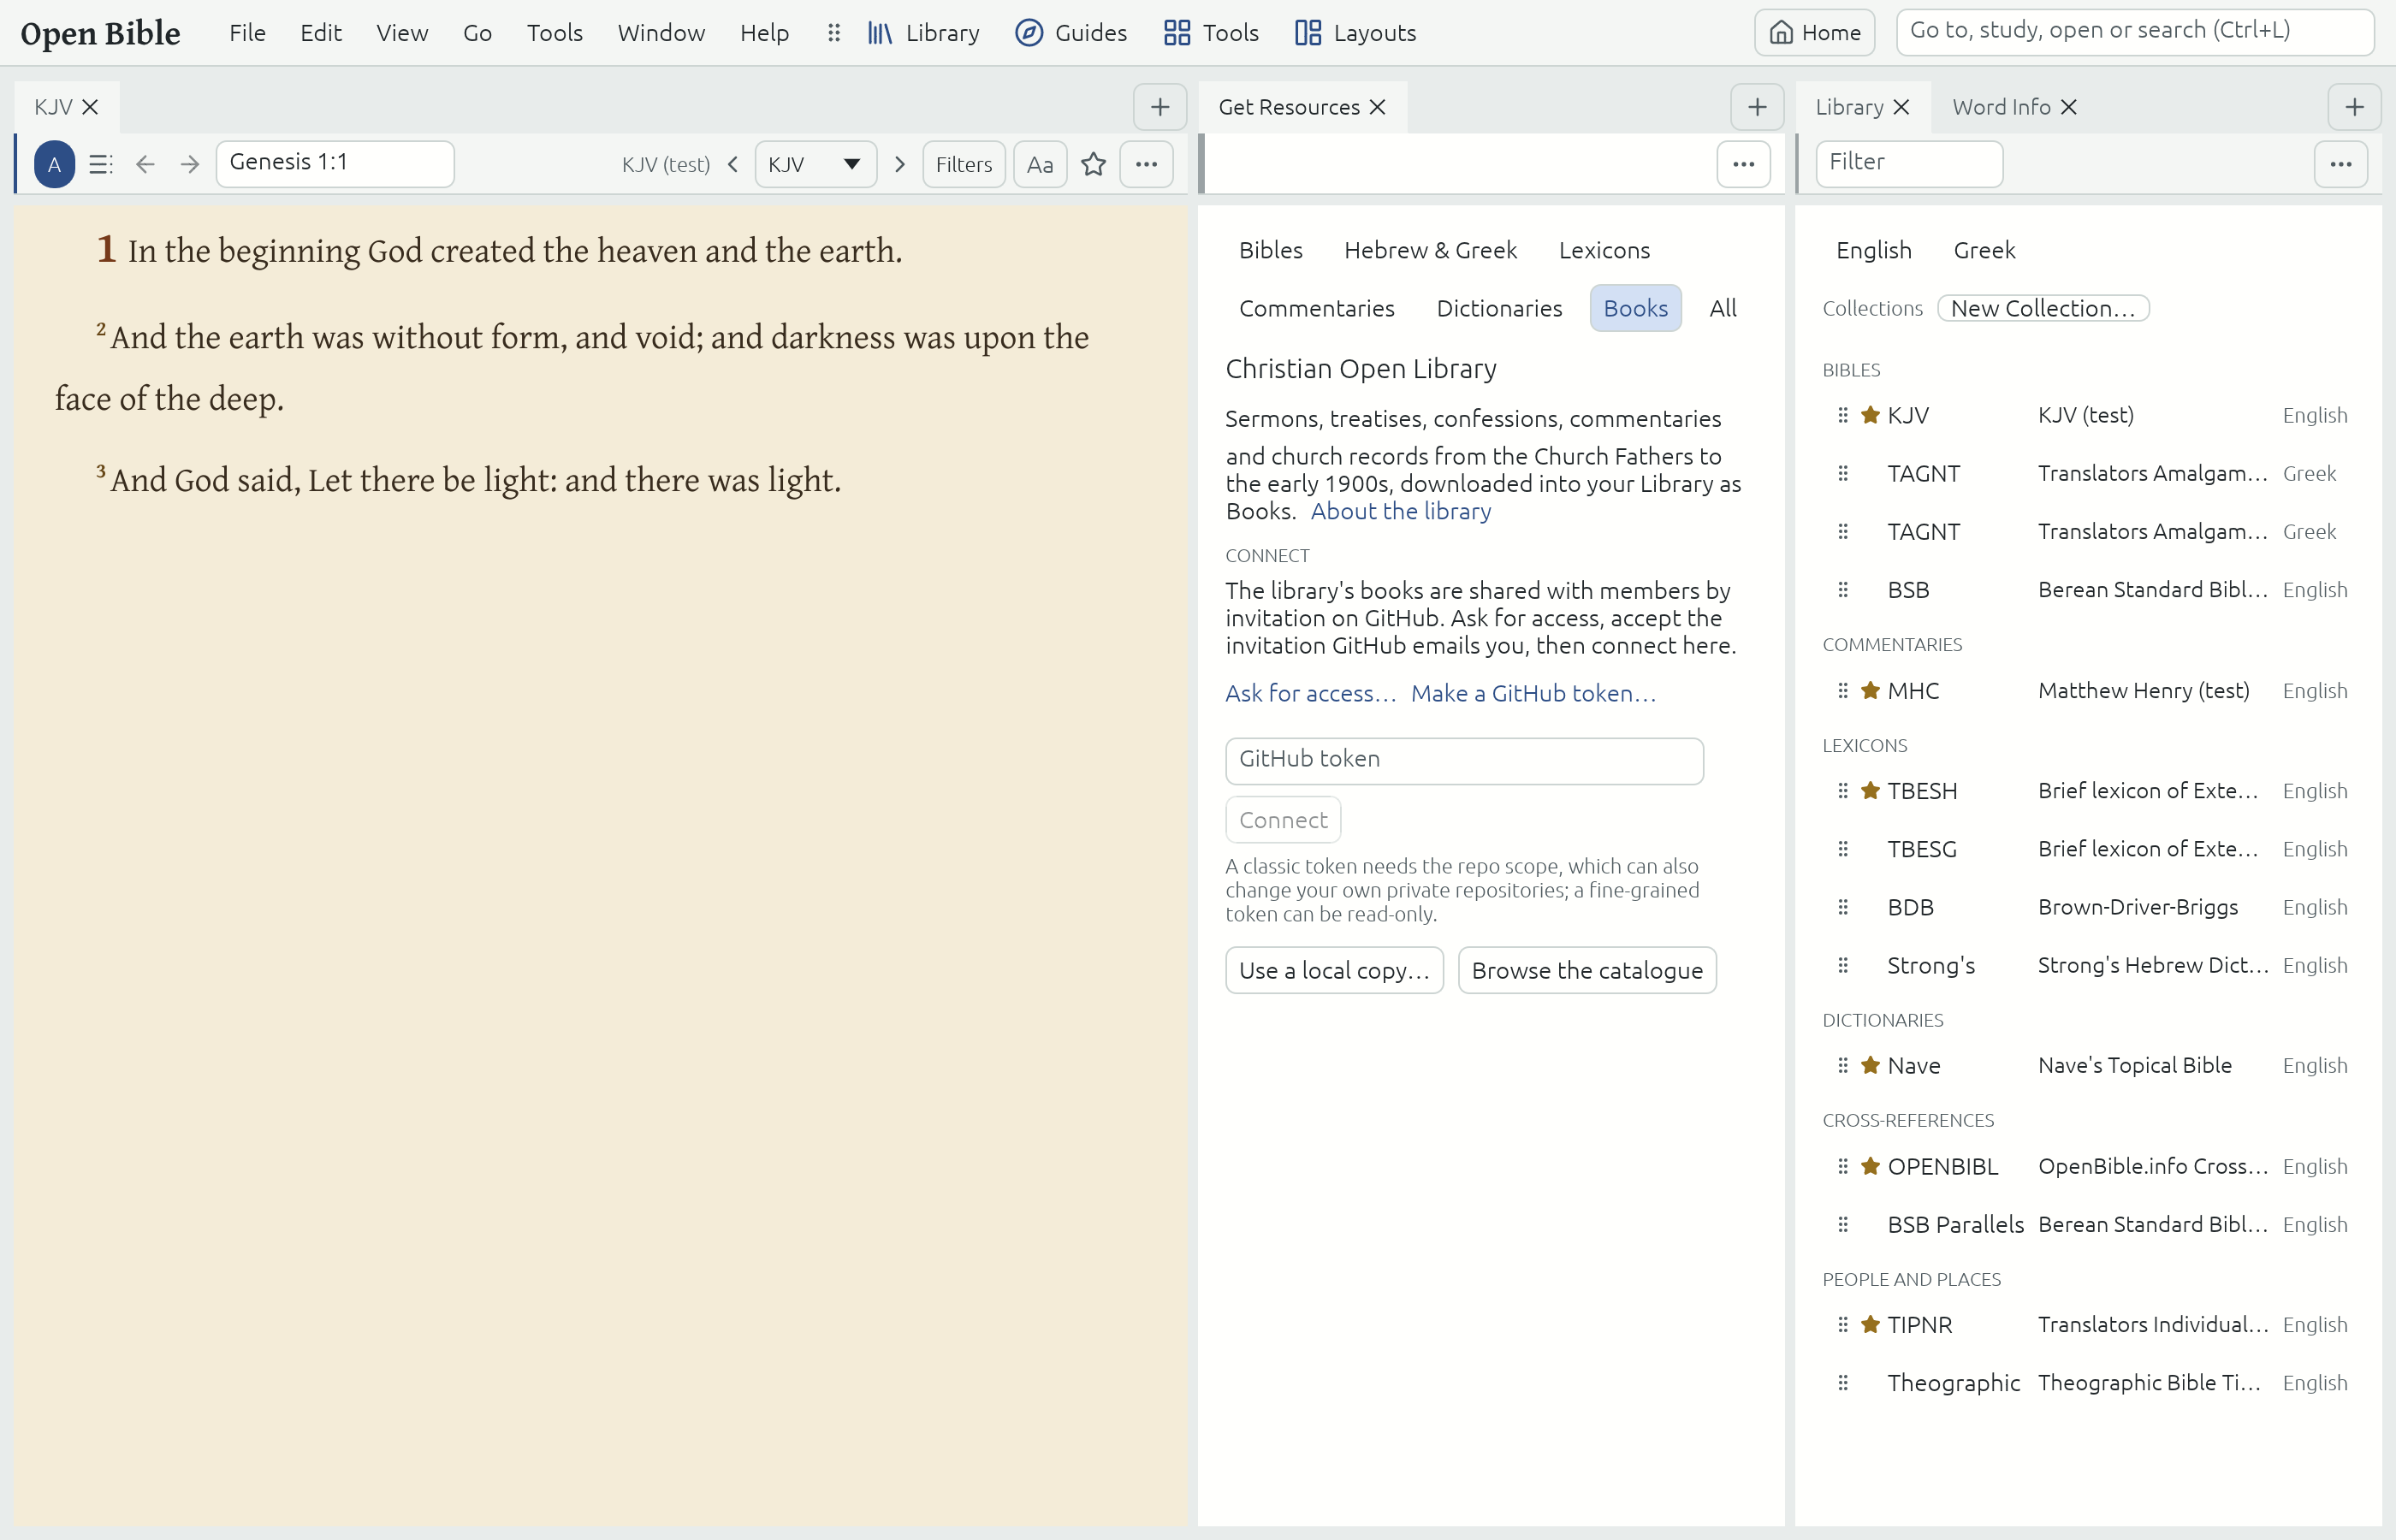 Open Bible File Edit View Go Tools Window Help Library Guides Tools Layouts Home Go to, study, open or search (Ctrl+L)
KJV
A Genesis 1:1 KJV (test) KJV Filters Aa
1 In the beginning God created the heaven and the earth.
2 And the earth was without form, and void; and darkness was upon the
face of the deep.
3 And God said, Let there be light: and there was light.
Get Resources
Bibles Hebrew & Greek Lexicons
Commentaries Dictionaries Books All
Christian Open Library
Sermons, treatises, confessions, commentaries
and church records from the Church Fathers to
the early 1900s, downloaded into your Library as
Books. About the library
CONNECT
The library's books are shared with members by
invitation on GitHub. Ask for access, accept the
invitation GitHub emails you, then connect here.
Ask for access… Make a GitHub token…
GitHub token
Connect
A classic token needs the repo scope, which can also
change your own private repositories; a fine-grained
token can be read-only.
Use a local copy… Browse the catalogue
Library Word Info
Filter
English Greek
Collections New Collection…
BIBLES
KJV KJV (test) English
TAGNT Translators Amalgam… Greek
TAGNT Translators Amalgam… Greek
BSB Berean Standard Bibl… English
COMMENTARIES
MHC Matthew Henry (test) English
LEXICONS
TBESH Brief lexicon of Exte… English
TBESG Brief lexicon of Exte… English
BDB Brown-Driver-Briggs English
Strong's Strong's Hebrew Dict… English
DICTIONARIES
Nave Nave's Topical Bible English
CROSS-REFERENCES
OPENBIBL OpenBible.info Cross… English
BSB Parallels Berean Standard Bibl… English
PEOPLE AND PLACES
TIPNR Translators Individual… English
Theographic Theographic Bible Ti… English